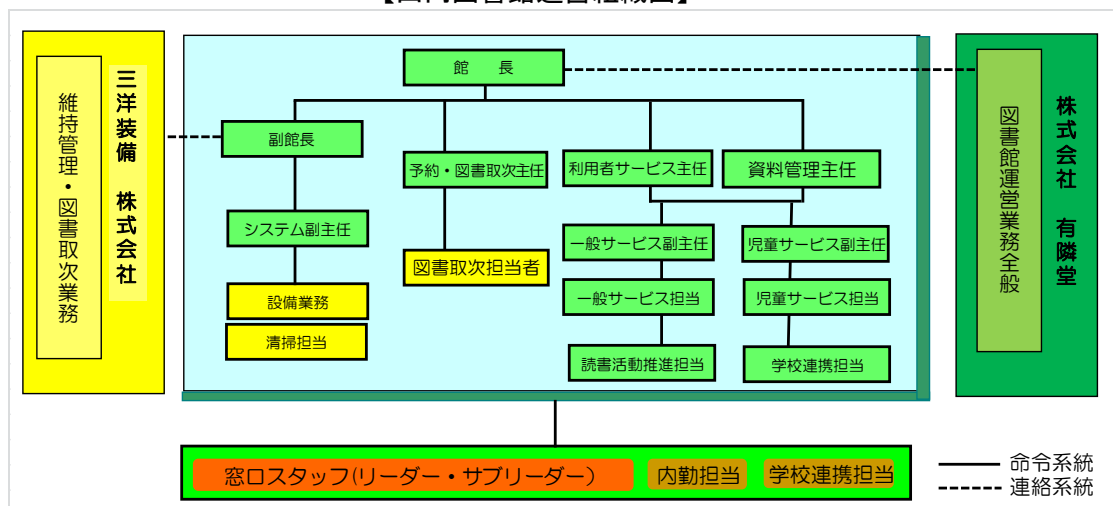 館　長
副館長
予約・図書取次主任
利用者サービス主任
資料管理主任
システム副主任
図書取次担当者
一般サービス副主任
児童サービス副主任
設備業務
清掃担当
一般サービス担当
児童サービス担当
読書活動推進担当
学校連携担当
三洋装備　株式会社
維持管理・図書取次業務
株式会社　有隣堂
図書館運営業務全般
窓口スタッフ(リーダー・サブリーダー）
内勤担当
学校連携担当
命令系統
連絡系統